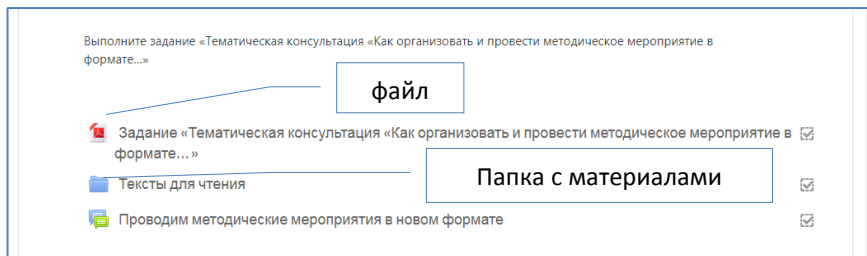 Выполните задание «Тематическая консультация «Как организовать и провести методическое мероприятие в
формате...»
файл
Задание «Тематическая консультация «Как организовать и провести методическое мероприятие в
формате...»
Папка с материалами
Тексты для чтения
Проводим методические мероприятия в новом формате